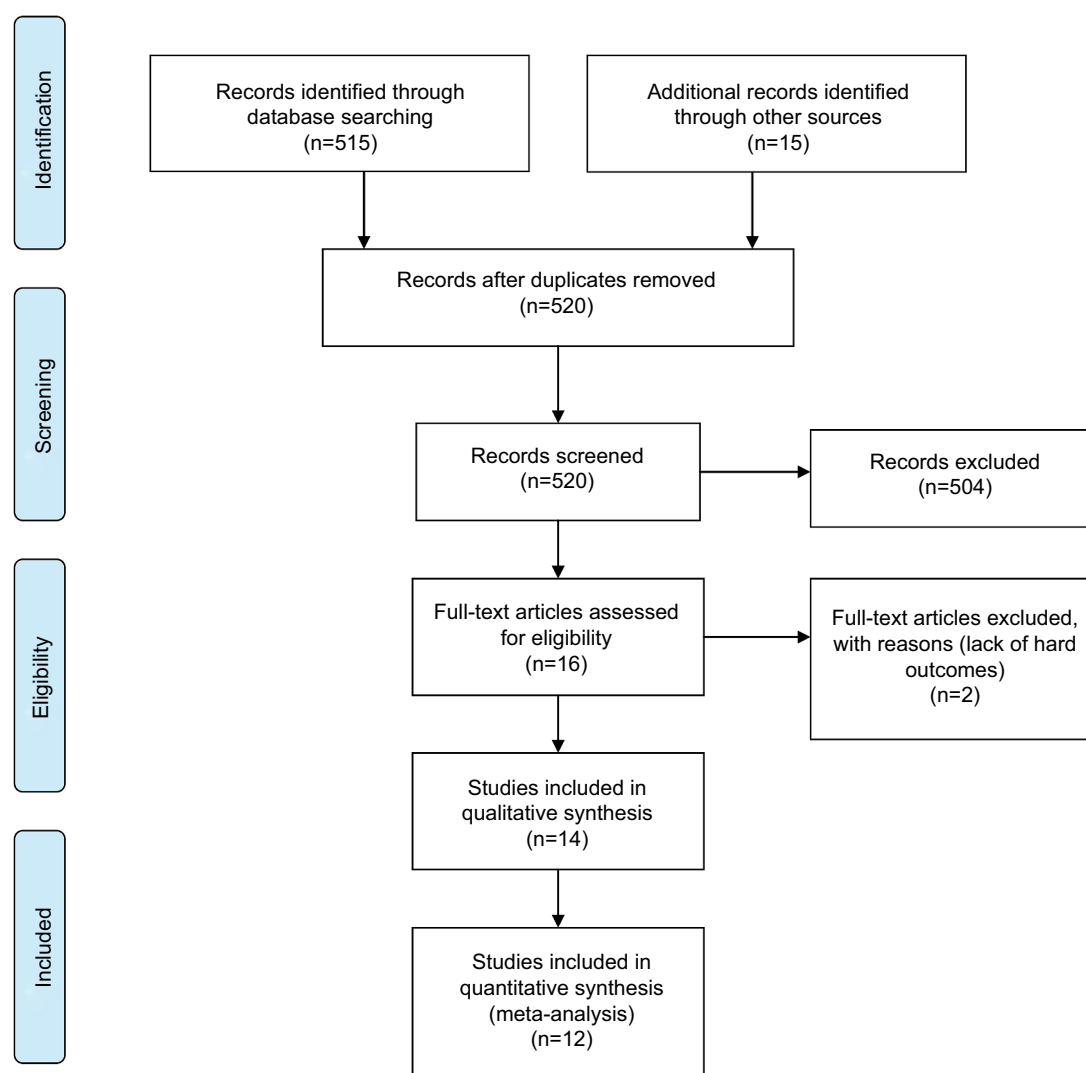 Identification
Records identified through
database searching
(n=515)
Additional records identified
through other sources
(n=15)
Records after duplicates removed
(n=520)
Screening
Records screened
(n=520)
Records excluded
(n=504)
Eligibility
Full-text articles assessed
for eligibility
(n=16)
Full-text articles excluded,
with reasons (lack of hard
outcomes)
(n=2)
Studies included in
qualitative synthesis
(n=14)
Included
Studies included in
quantitative synthesis
(meta-analysis)
(n=12)